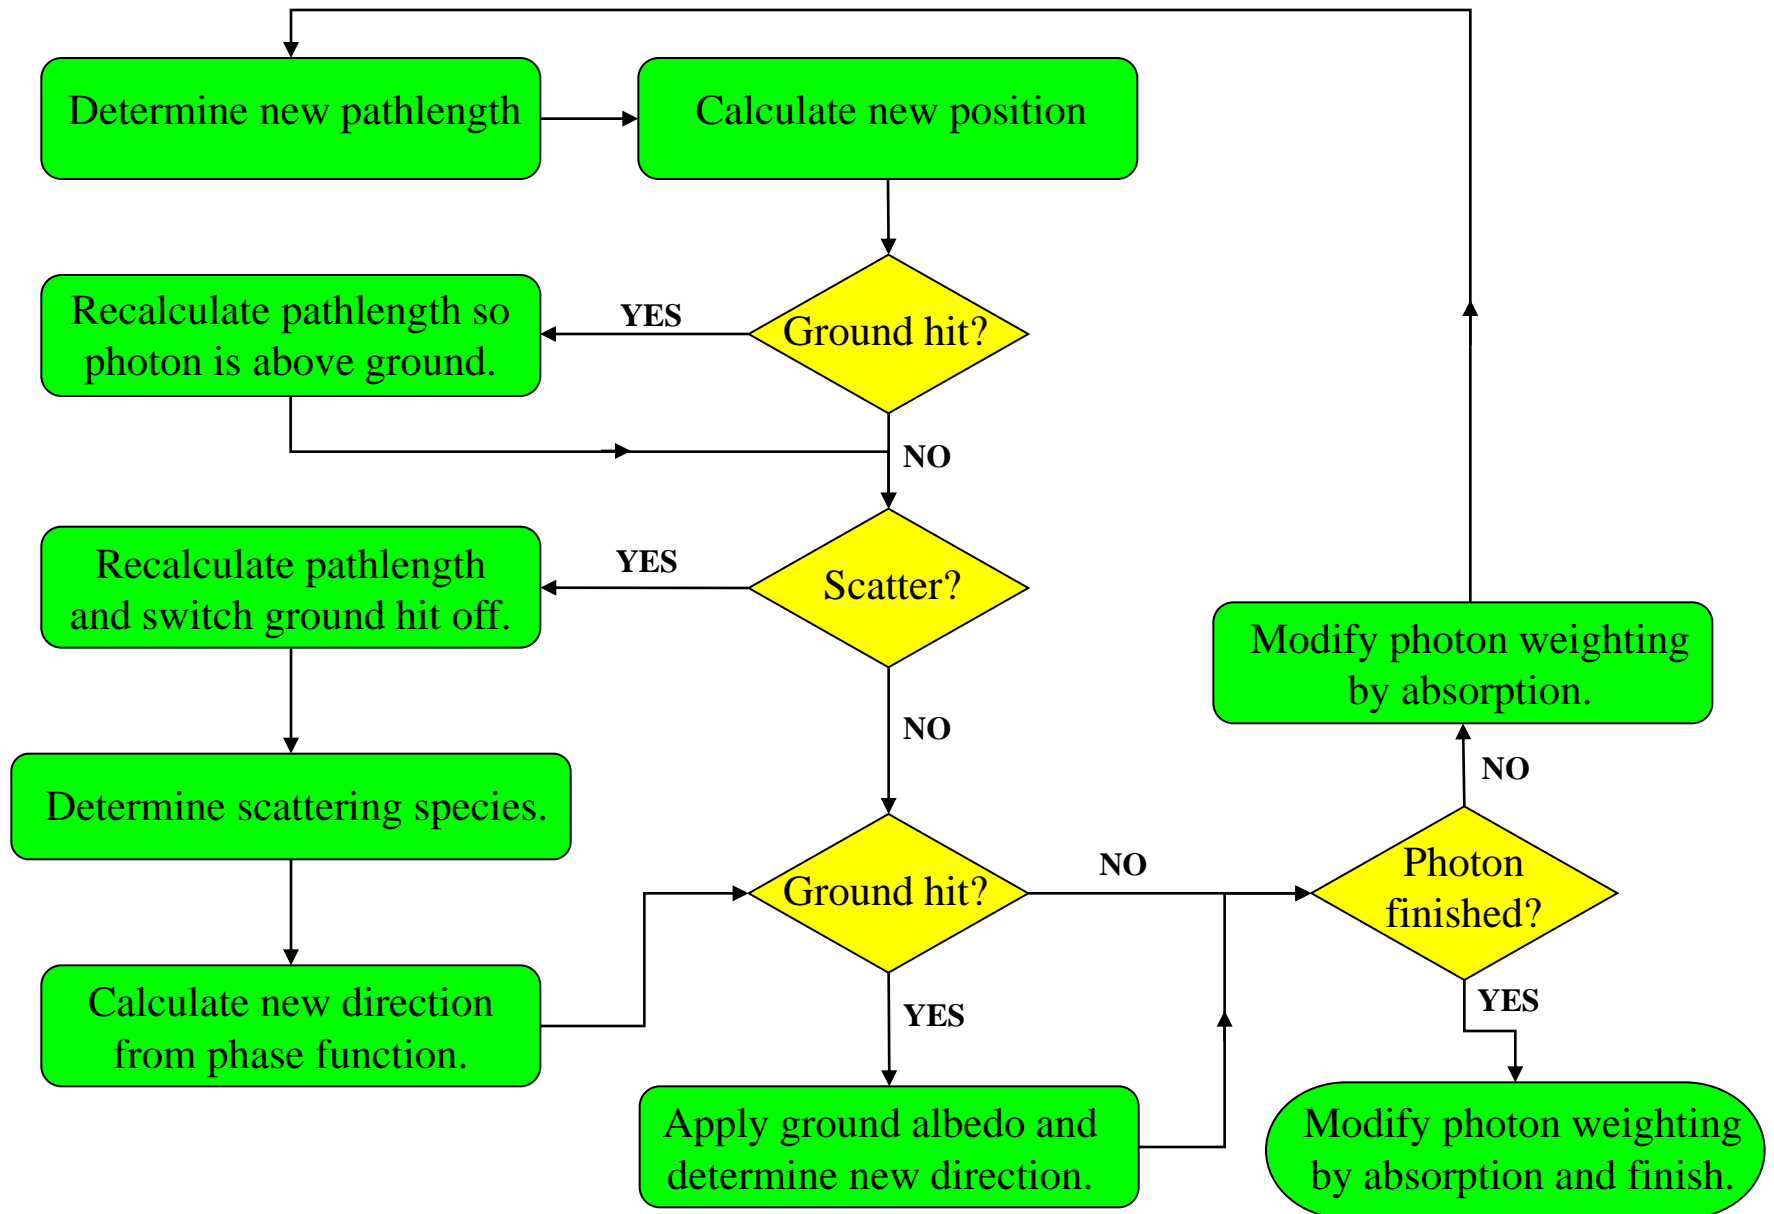 Determine new pathlength
Calculate new position
Ground hit?
YES
Recalculate pathlength so
photon is above ground.
NO
Scatter?
YES
Recalculate pathlength
and switch ground hit off.
Determine scattering species.
Calculate new direction
from phase function.
NO
Ground hit?
YES
Apply ground albedo and
determine new direction.
NO
Photon
finished?
NO
Modify photon weighting
by absorption.
YES
Modify photon weighting
by absorption and finish.